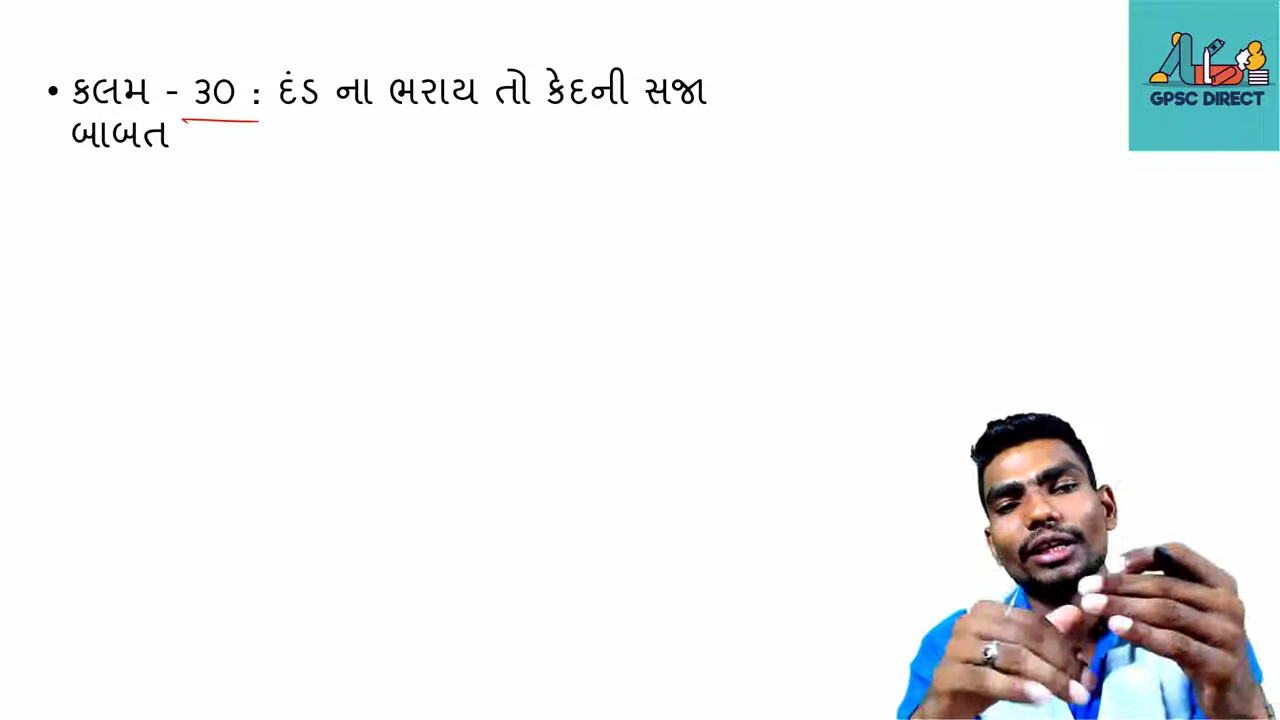 • કલમ - 30 : દંડ ના ભરાય તો કેદની સજા
બાબત
GPSC DIRECT